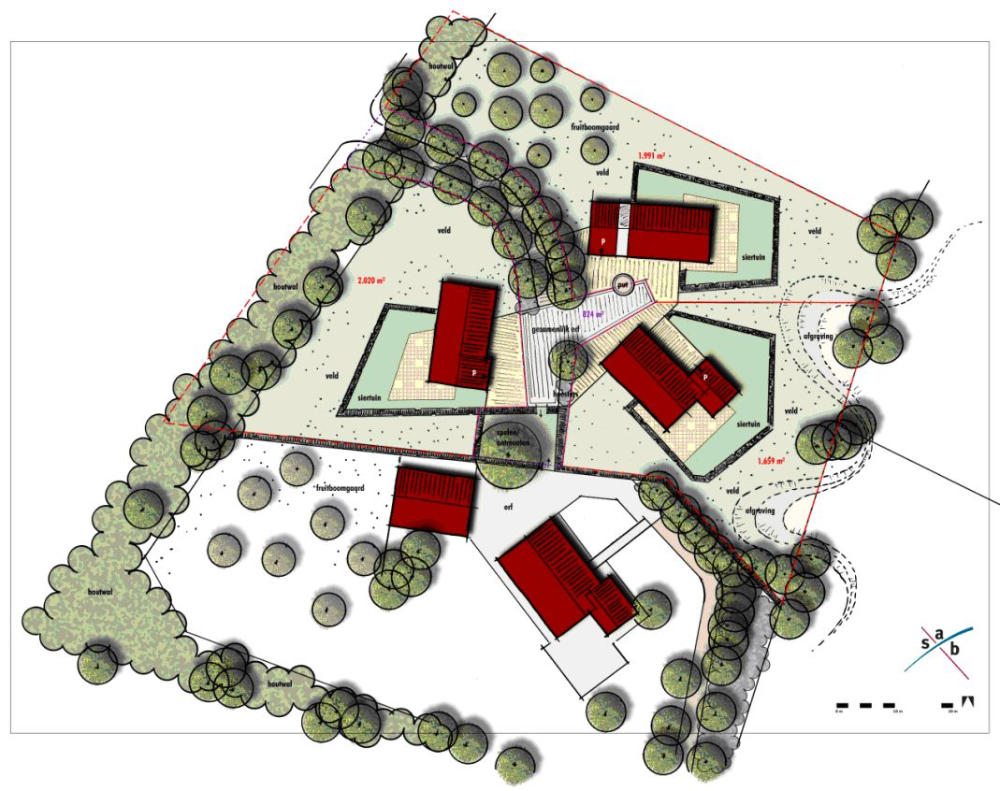 houtwal
fruitboomgaard
1.991 m²
veld
veld
veld
siertuin
houtwal
2.020 m²
P
put
824 m²
gezamenlijk erf
afgraving
veld
P
P
heesters
siertuin
siertuin
veld
spelen/
ontmoeten
1.659 m²
fruitboomgaard
veld
erf
afgraving
houtwal
s a b
houtwal
0 m
10 m
20 m